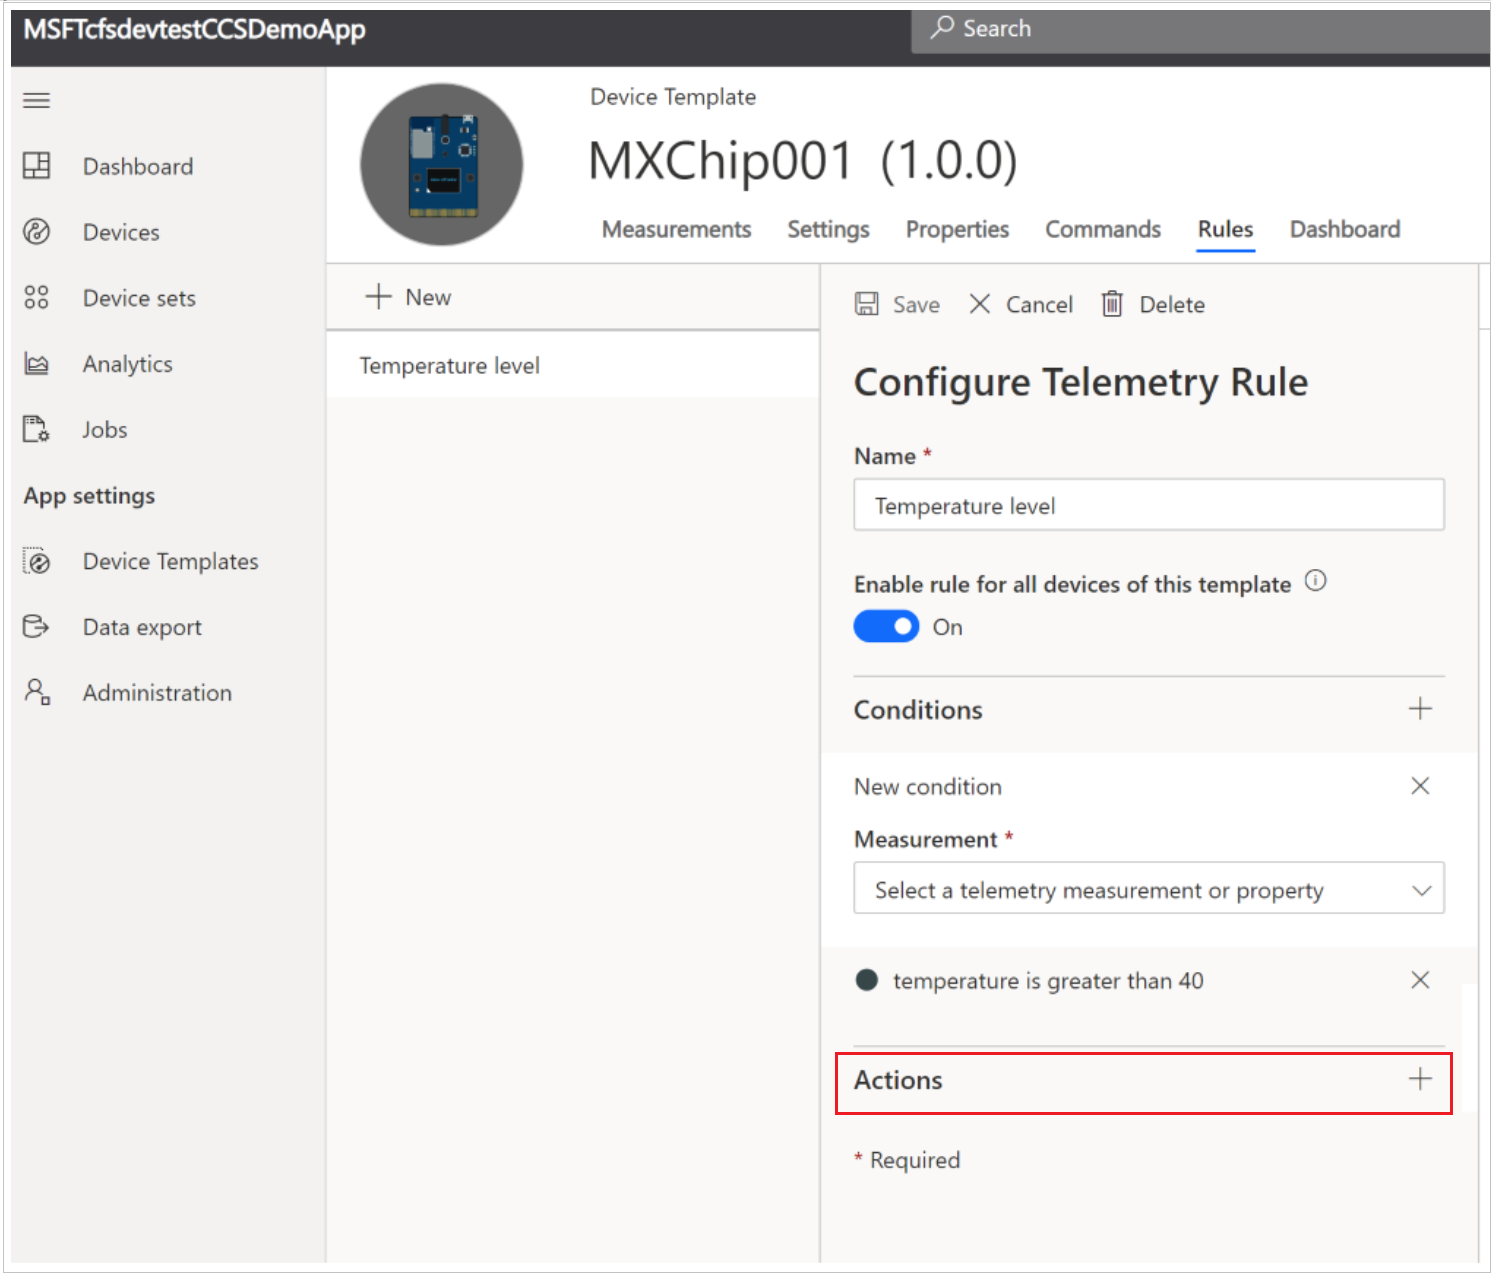 MSFTcfsdevtestCCSDemoApp
Search
Dashboard
Devices
Device sets
Analytics
Jobs
App settings
Device Templates
Data export
Administration
Device Template
MXChip001 (1.0.0)
Measurements Settings Properties Commands Rules Dashboard
New
Temperature level
Save Cancel Delete
Configure Telemetry Rule
Name *
Temperature level
Enable rule for all devices of this template
On
Conditions
New condition
Measurement *
Select a telemetry measurement or property
temperature is greater than 40
Actions
* Required